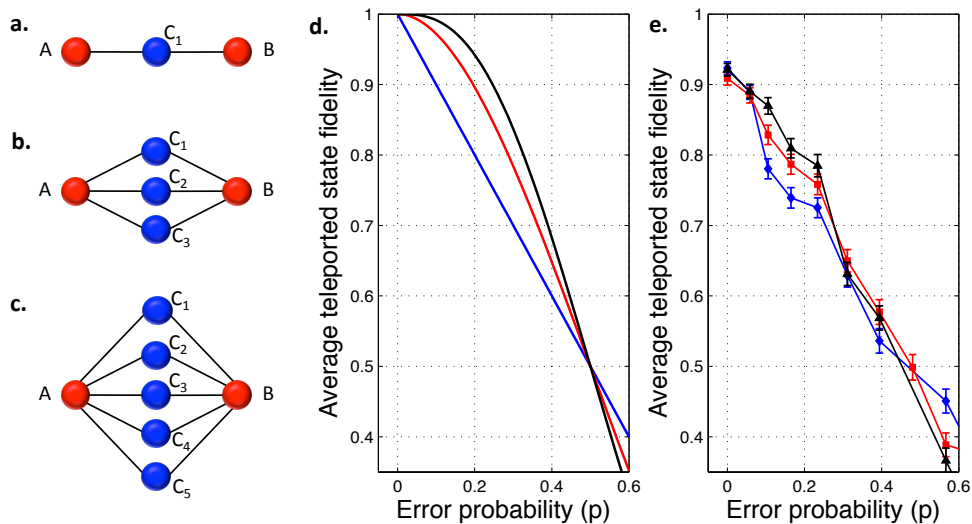 a.
A
C1
B
b.
A
C1
C2
C3
B
c.
A
C1
C2
C3
C4
C5
B
d.
Average teleported state fidelity
1
0.9
0.8
0.7
0.6
0.5
0.4
0
0.2
0.4
0.6
Error probability (p)
e.
Average teleported state fidelity
1
0.9
0.8
0.7
0.6
0.5
0.4
0
0.2
0.4
0.6
Error probability (p)